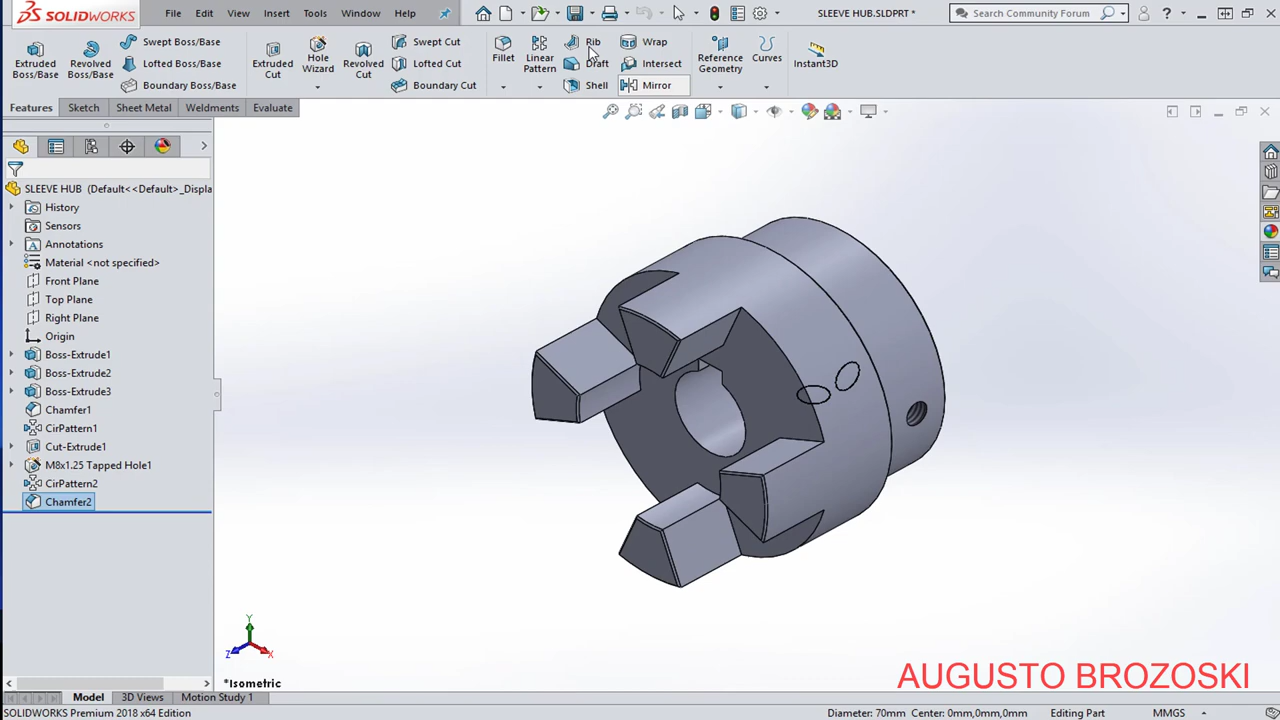 SOLIDWORKS File Edit View Insert Tools Window Help SLEEVE HUB.SLDPRT * Search Community Forum
Extruded Boss/Base
Revolved Boss/Base
Swept Boss/Base
Lofted Boss/Base
Boundary Boss/Base
Extruded Cut
Hole Wizard
Revolved Cut
Swept Cut
Lofted Cut
Boundary Cut
Fillet
Linear Pattern
Rib
Draft
Shell
Wrap
Intersect
Mirror
Reference Geometry
Curves
Instant3D
Features Sketch Sheet Metal Weldments Evaluate
SLEEVE HUB (Default<<Default>_Displa
History
Sensors
Annotations
Material <not specified>
Front Plane
Top Plane
Right Plane
Origin
Boss-Extrude1
Boss-Extrude2
Boss-Extrude3
Chamfer1
CirPattern1
Cut-Extrude1
M8x1.25 Tapped Hole1
CirPattern2
Chamfer2
Y
Z X
*Isometric
AUGUSTO BROZOSKI
Model 3D Views Motion Study 1
SOLIDWORKS Premium 2018 x64 Edition Diameter: 70mm Center: 0mm,0mm,0mm Editing Part MMGS